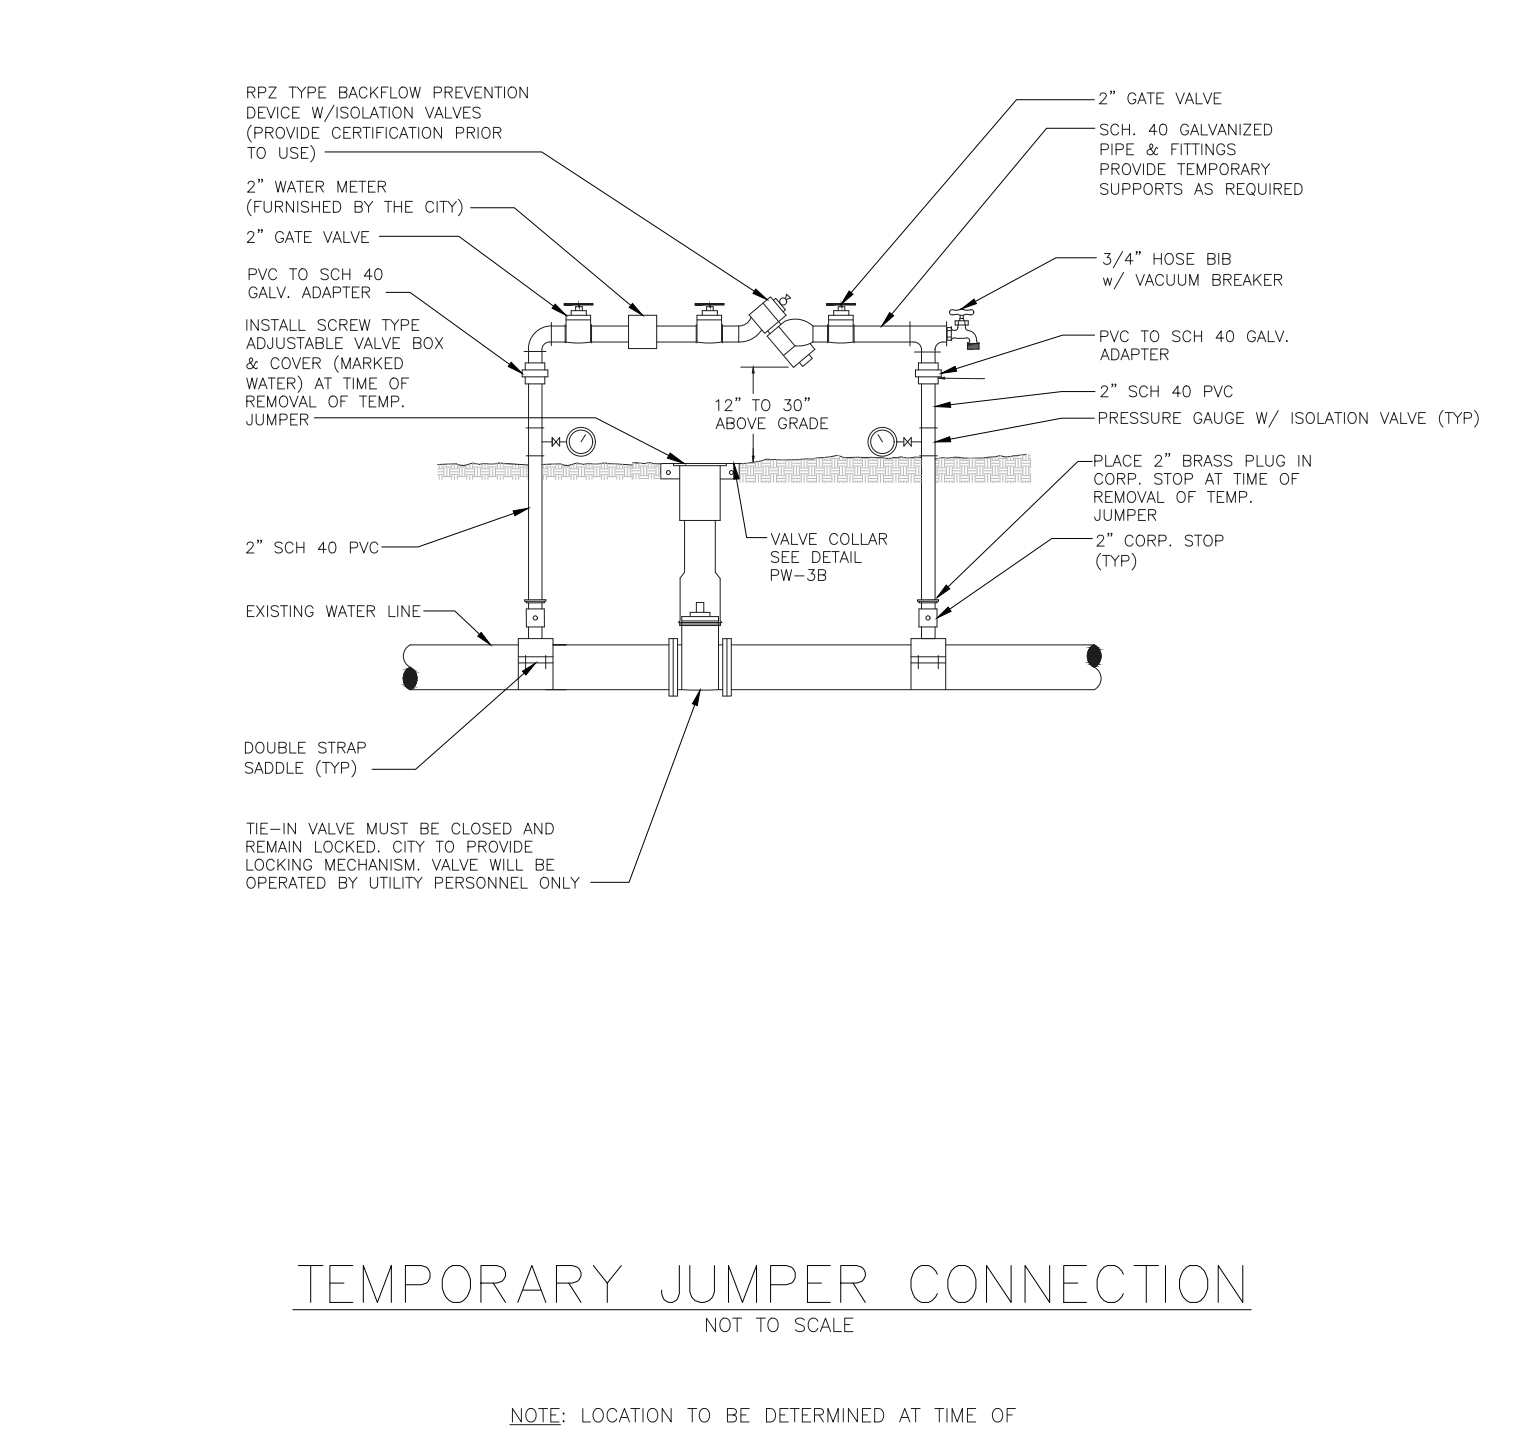 RPZ TYPE BACKFLOW PREVENTION
DEVICE W/ISOLATION VALVES
(PROVIDE CERTIFICATION PRIOR
TO USE)
2" WATER METER
(FURNISHED BY THE CITY)
2" GATE VALVE
PVC TO SCH 40
GALV. ADAPTER
INSTALL SCREW TYPE
ADJUSTABLE VALVE BOX
& COVER (MARKED
WATER) AT TIME OF
REMOVAL OF TEMP.
JUMPER
2" SCH 40 PVC
EXISTING WATER LINE
DOUBLE STRAP
SADDLE (TYP)
TIE-IN VALVE MUST BE CLOSED AND
REMAIN LOCKED. CITY TO PROVIDE
LOCKING MECHANISM. VALVE WILL BE
OPERATED BY UTILITY PERSONNEL ONLY
12" TO 30"
ABOVE GRADE
VALVE COLLAR
SEE DETAIL
PW-3B
2" GATE VALVE
SCH. 40 GALVANIZED
PIPE & FITTINGS
PROVIDE TEMPORARY
SUPPORTS AS REQUIRED
3/4" HOSE BIB
w/ VACUUM BREAKER
PVC TO SCH 40 GALV.
ADAPTER
2" SCH 40 PVC
PRESSURE GAUGE W/ ISOLATION VALVE (TYP)
PLACE 2" BRASS PLUG IN
CORP. STOP AT TIME OF
REMOVAL OF TEMP.
JUMPER
2" CORP. STOP
(TYP)
TEMPORARY JUMPER CONNECTION
NOT TO SCALE
NOTE: LOCATION TO BE DETERMINED AT TIME OF